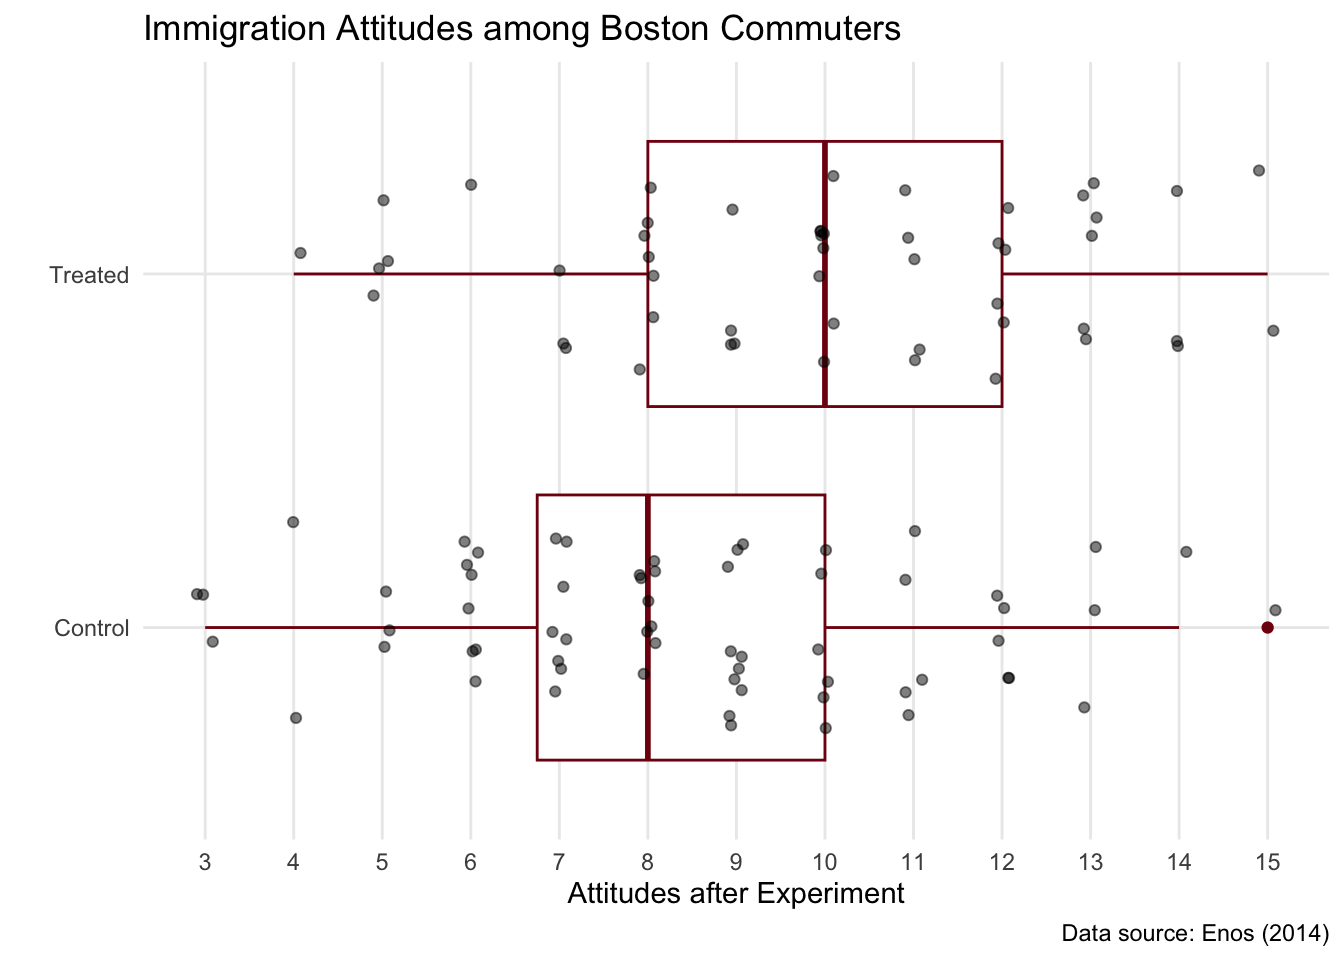 Immigration Attitudes among Boston Commuters
Treated
Control
3 4 5 6 7 8 9 10 11 12 13 14 15
Attitudes after Experiment
Data source: Enos (2014)